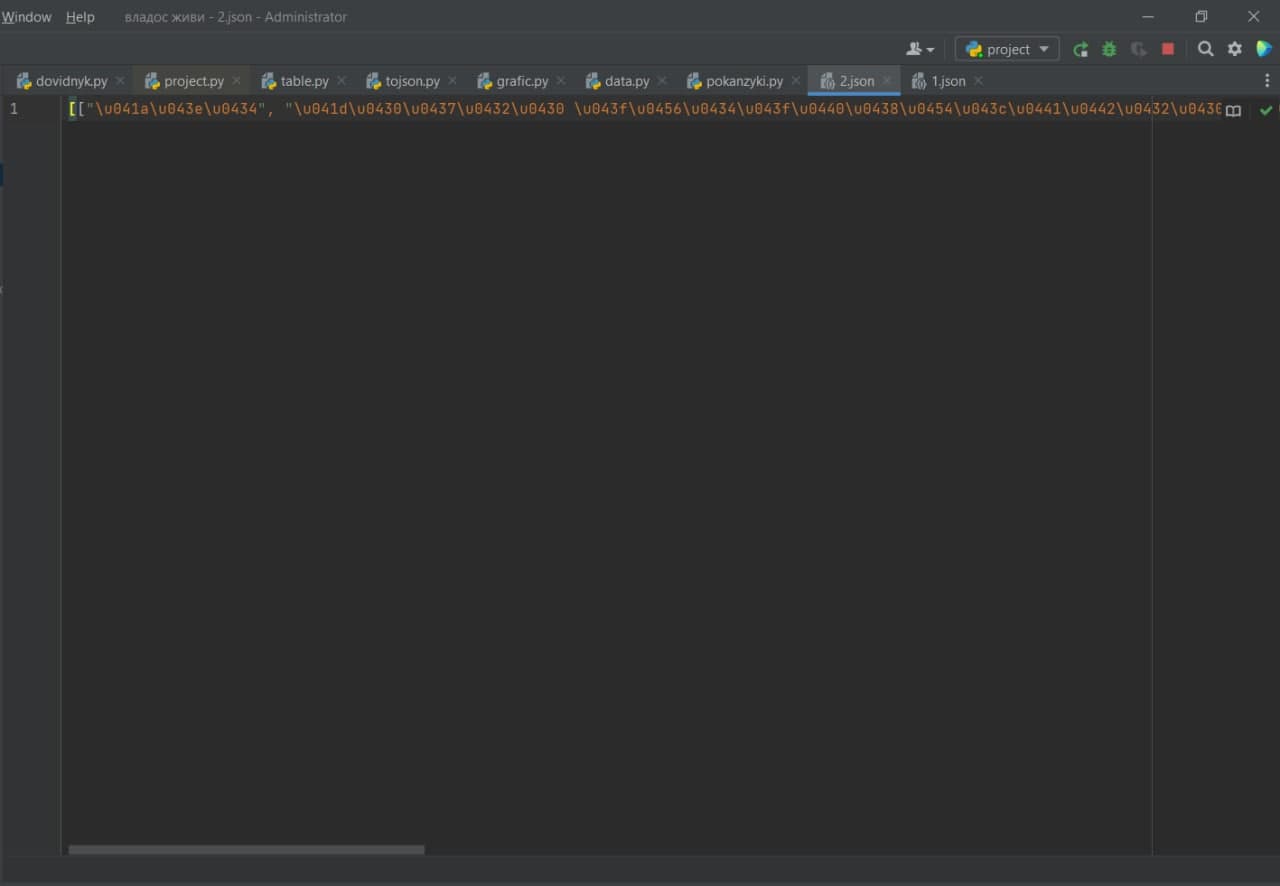 Window Help владос живи - 2.json - Administrator
project
dovidnyk.py project.py table.py tojson.py grafic.py data.py pokanzyki.py 2.json 1.json
1 [["\u041a\u043e\u0434", "\u041d\u0430\u0437\u0432\u0430 \u043f\u0456\u0434\u043f\u0440\u0438\u0454\u043c\u0441\u0442\u0432\u0430